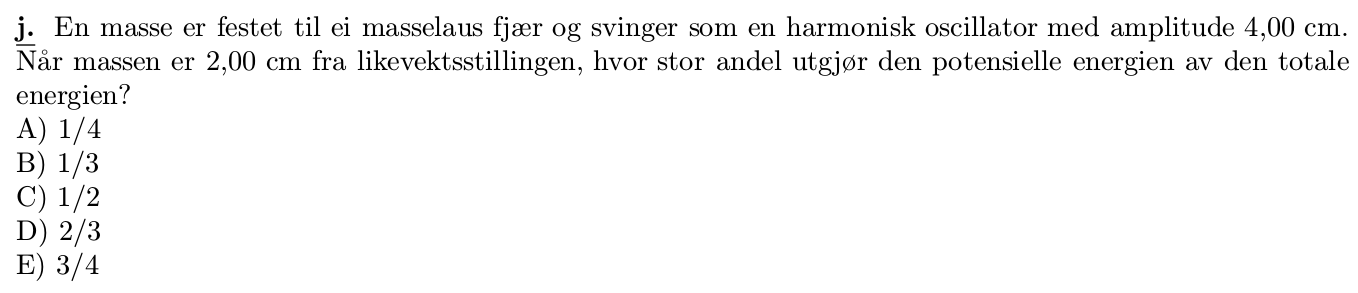 j. En masse er festet til ei masselaus fjær og svinger som en harmonisk oscillator med amplitude 4,00 cm.
Når massen er 2,00 cm fra likevektsstillingen, hvor stor andel utgjør den potensielle energien av den totale
energien?
A) 1/4
B) 1/3
C) 1/2
D) 2/3
E) 3/4